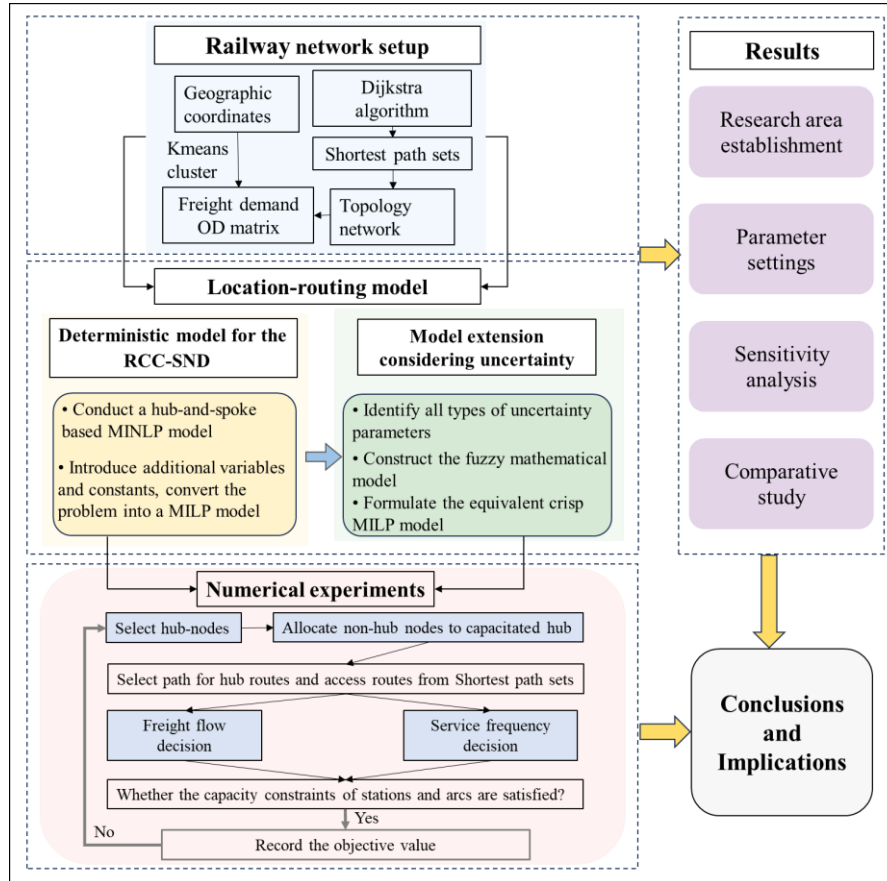 Railway network setup
Geographic
coordinates
Dijkstra
algorithm
Kmeans
cluster
Shortest path sets
Freight demand
OD matrix
Topology
network
Location-routing model
Deterministic model for the
RCC-SND
• Conduct a hub-and-spoke
based MINLP model
• Introduce additional variables
and constants, convert the
problem into a MILP model
Model extension
considering uncertainty
• Identify all types of uncertainty
parameters
• Construct the fuzzy mathematical
model
• Formulate the equivalent crisp
MILP model
Numerical experiments
Select hub-nodes
Allocate non-hub nodes to capacitated hub
Select path for hub routes and access routes from Shortest path sets
Freight flow
decision
Service frequency
decision
Whether the capacity constraints of stations and arcs are satisfied?
No
Yes
Record the objective value
Results
Research area
establishment
Parameter
settings
Sensitivity
analysis
Comparative
study
Conclusions
and
Implications